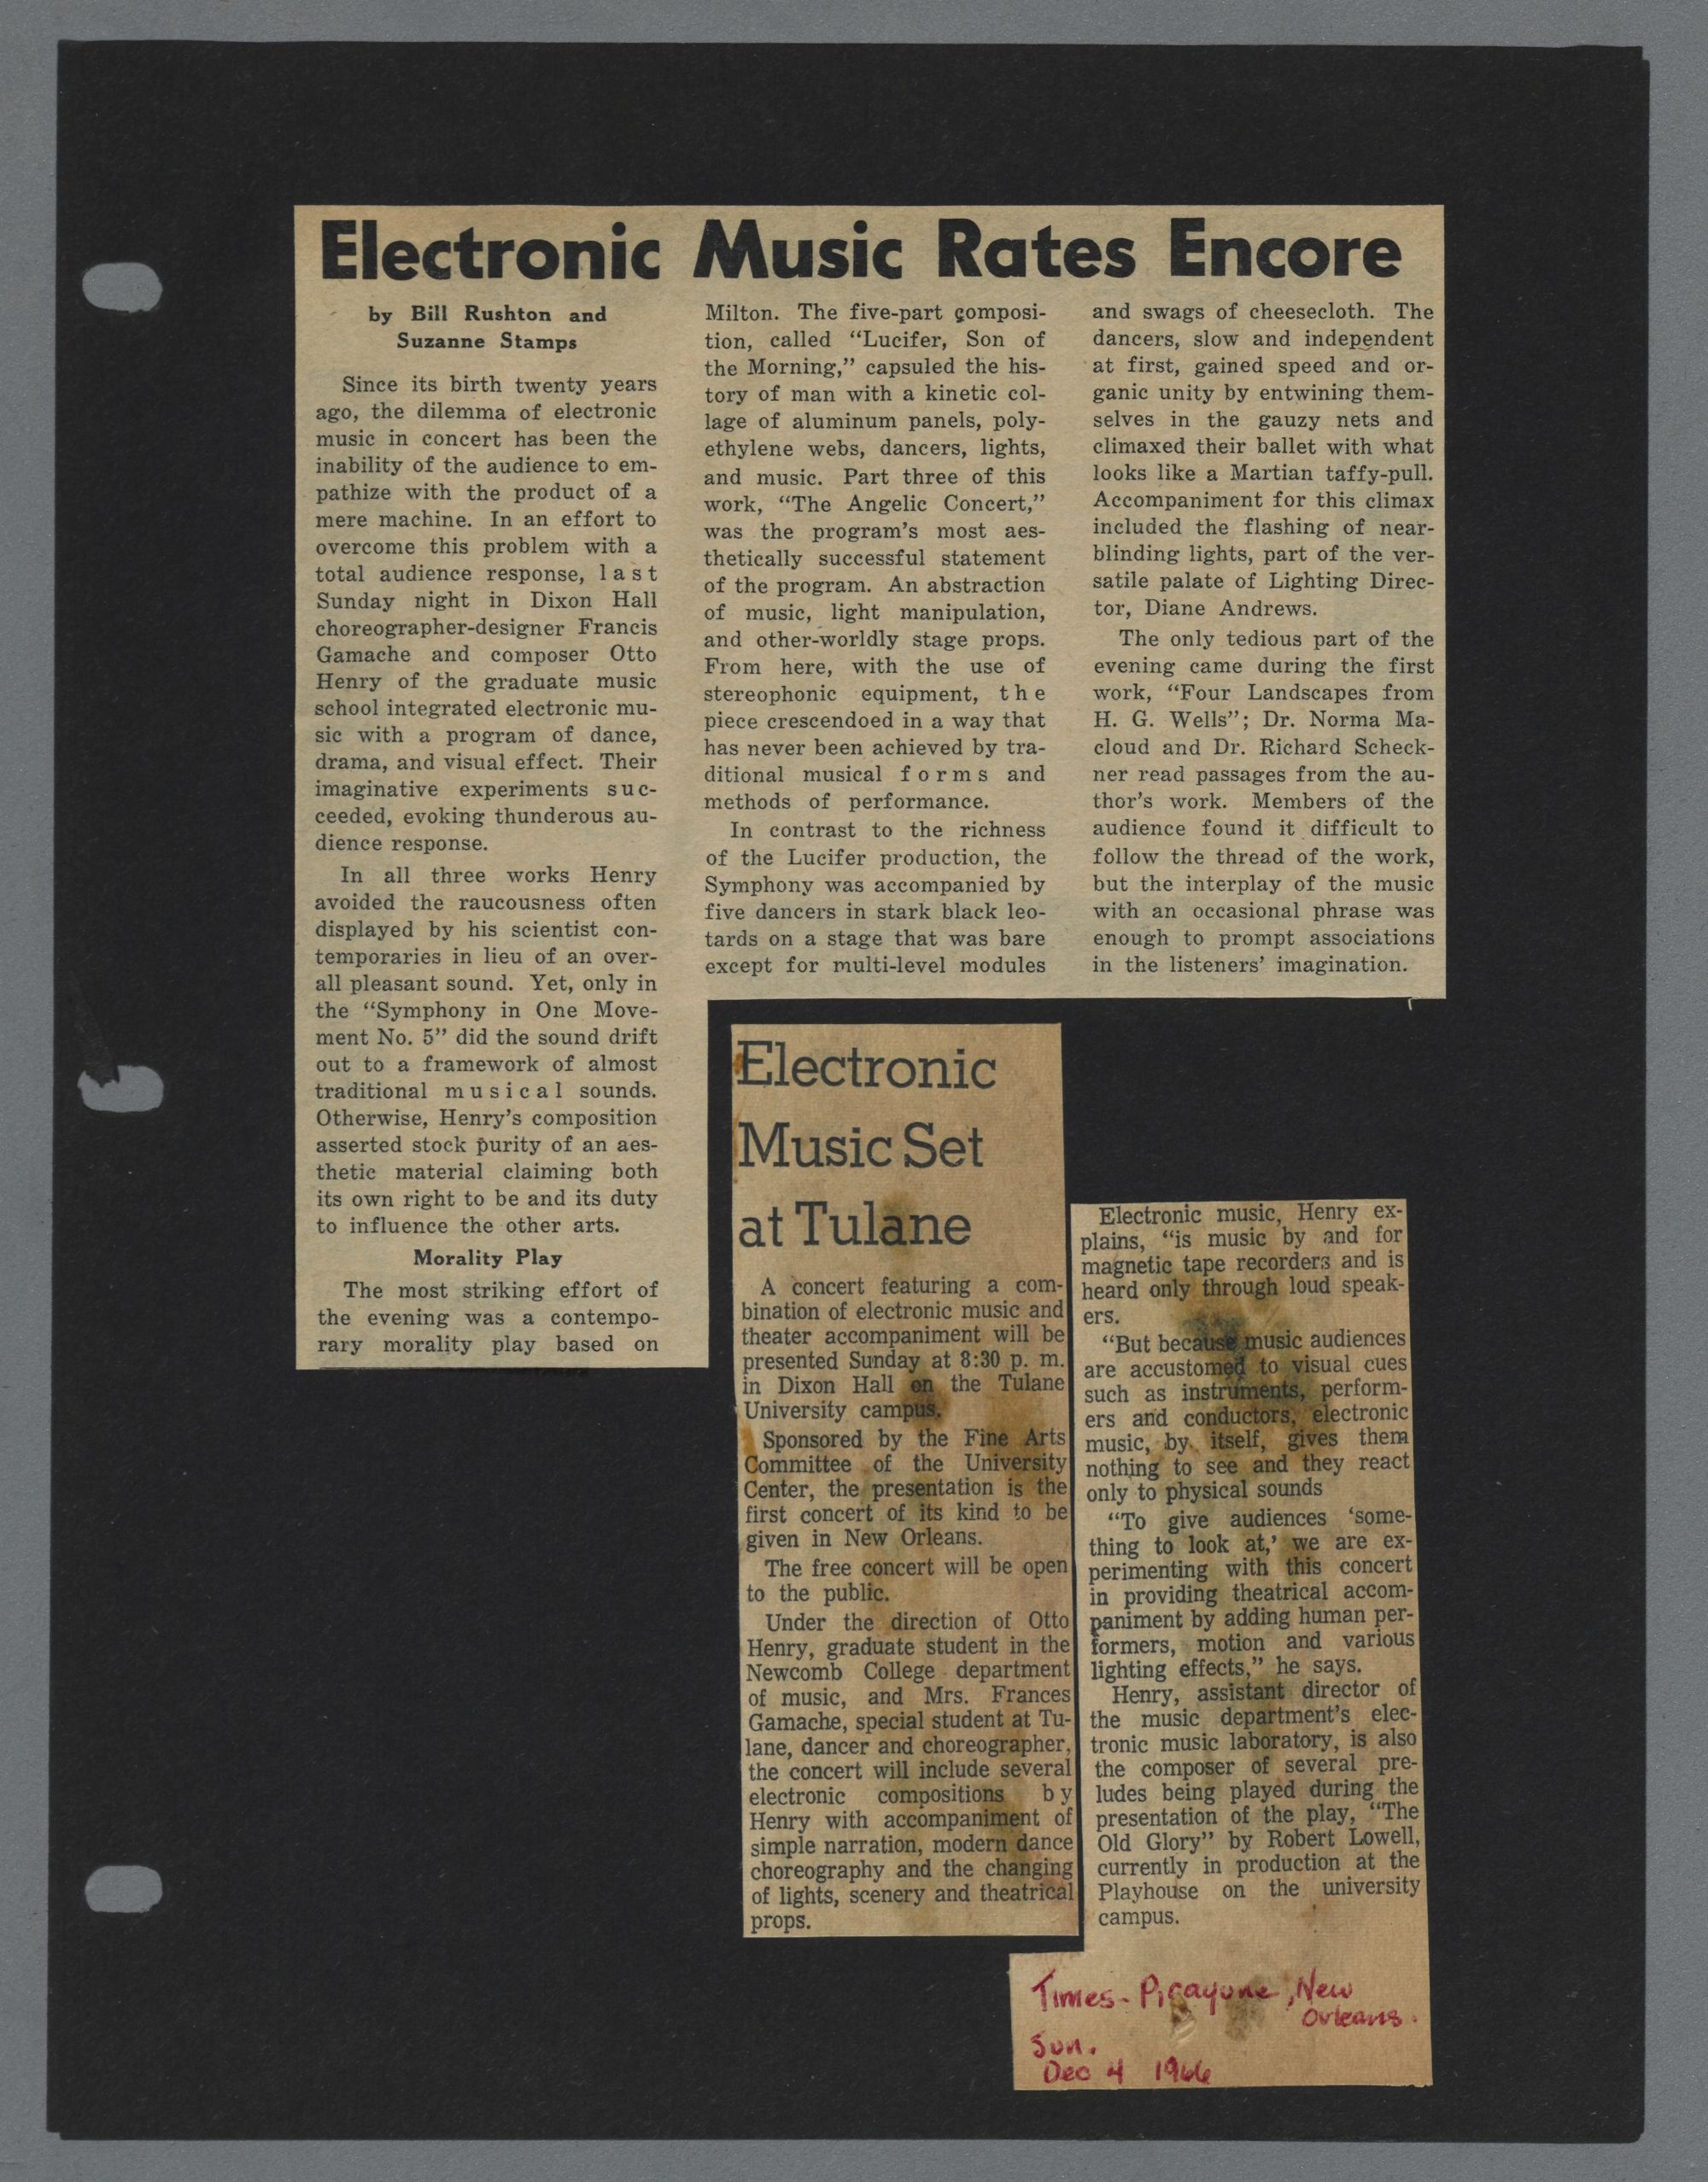 Electronic Music Rates Encore
by Bill Rushton and
Suzanne Stamps
Since its birth twenty years
ago, the dilemma of electronic
music in concert has been the
inability of the audience to em-
pathize with the product of a
mere machine. In an effort to
overcome this problem with a
total audience response, last
Sunday night in Dixon Hall
choreographer-designer Francis
Gamache and composer Otto
Henry of the graduate music
school integrated electronic mu-
sic with a program of dance,
drama, and visual effect. Their
imaginative experiments suc-
ceeded, evoking thunderous au-
dience response.
In all three works Henry
avoided the raucousness often
displayed by his scientist con-
temporaries in lieu of an over-
all pleasant sound. Yet, only in
the “Symphony in One Move-
ment No. 5” did the sound drift
out to a framework of almost
traditional musical sounds.
Otherwise, Henry’s composition
asserted stock purity of an aes-
thetic material claiming both
its own right to be and its duty
to influence the other arts.
Morality Play
The most striking effort of
the evening was a contempo-
rary morality play based on
Milton. The five-part composi-
tion, called “Lucifer, Son of
the Morning,” capsuled the his-
tory of man with a kinetic col-
lage of aluminum panels, poly-
ethylene webs, dancers, lights,
and music. Part three of this
work, “The Angelic Concert,”
was the program’s most aes-
thetically successful statement
of the program. An abstraction
of music, light manipulation,
and other-worldly stage props.
From here, with the use of
stereophonic equipment, the
piece crescendoed in a way that
has never been achieved by tra-
ditional musical forms and
methods of performance.
In contrast to the richness
of the Lucifer production, the
Symphony was accompanied by
five dancers in stark black leo-
tards on a stage that was bare
except for multi-level modules
and swags of cheesecloth. The
dancers, slow and independent
at first, gained speed and or-
ganic unity by entwining them-
selves in the gauzy nets and
climaxed their ballet with what
looks like a Martian taffy-pull.
Accompaniment for this climax
included the flashing of near-
blinding lights, part of the ver-
satile palate of Lighting Direc-
tor, Diane Andrews.
The only tedious part of the
evening came during the first
work, “Four Landscapes from
H. G. Wells”; Dr. Norma Ma-
cloud and Dr. Richard Scheck-
ner read passages from the au-
thor’s work. Members of the
audience found it difficult to
follow the thread of the work,
but the interplay of the music
with an occasional phrase was
enough to prompt associations
in the listeners’ imagination.
Electronic
Music Set
at Tulane
A concert featuring a com-
bination of electronic music and
theater accompaniment will be
presented Sunday at 8:30 p. m.
in Dixon Hall on the Tulane
University campus.
Sponsored by the Fine Arts
Committee of the University
Center, the presentation is the
first concert of its kind to be
given in New Orleans.
The free concert will be open
to the public.
Under the direction of Otto
Henry, graduate student in the
Newcomb College department
of music, and Mrs. Frances
Gamache, special student at Tu-
lane, dancer and choreographer,
the concert will include several
electronic compositions by
Henry with accompaniment of
simple narration, modern dance
choreography and the changing
of lights, scenery and theatrical
props.
Electronic music, Henry ex-
plains, “is music by and for
magnetic tape recorders and is
heard only through loud speak-
ers.
“But because music audiences
are accustomed to visual cues
such as instruments, perform-
ers and conductors, electronic
music, by itself, gives them
nothing to see and they react
only to physical sounds
“To give audiences ‘some-
thing to look at,’ we are ex-
perimenting with this concert
in providing theatrical accom-
paniment by adding human per-
formers, motion and various
lighting effects,” he says.
Henry, assistant director of
the music department’s elec-
tronic music laboratory, is also
the composer of several pre-
ludes being played during the
presentation of the play, “The
Old Glory” by Robert Lowell,
currently in production at the
Playhouse on the university
campus.
Times-Picayune, New
Orleans.
Sun.
Dec 4 1966